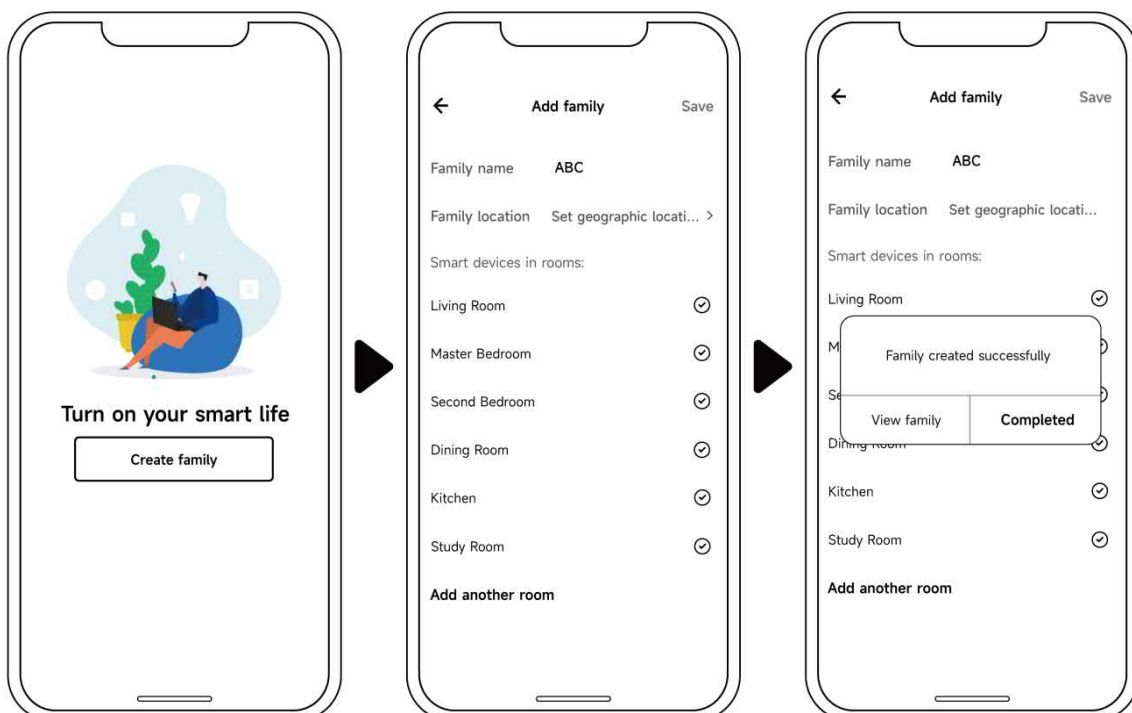 Turn on your smart life
Create family
Add family
Save
Family name ABC
Family location Set geographic locati... >
Smart devices in rooms:
Living Room
Master Bedroom
Second Bedroom
Dining Room
Kitchen
Study Room
Add another room
Add family
Save
Family name ABC
Family location Set geographic locati...
Smart devices in rooms:
Living Room
M
Family created successfully
Se
View family
Completed
Dining Room
Kitchen
Study Room
Add another room